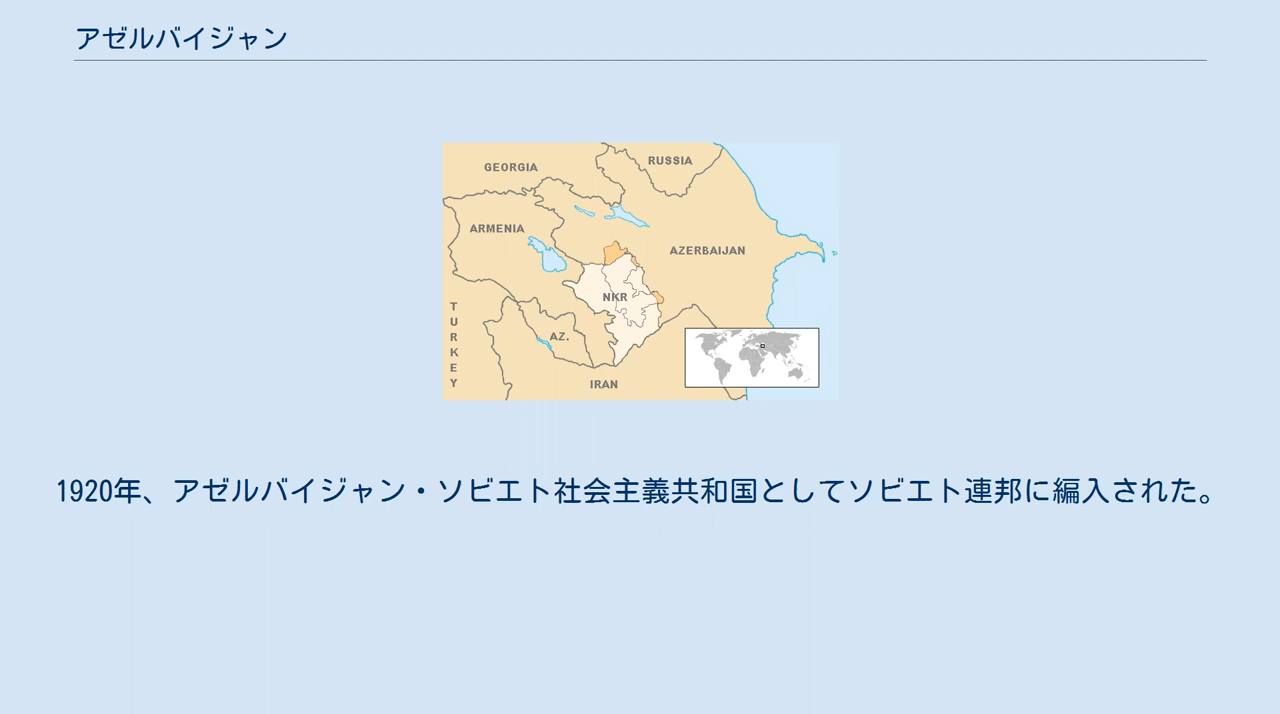 アゼルバイジャン
GEORGIA
RUSSIA
ARMENIA
AZERBAIJAN
NKR
TURKEY
AZ.
IRAN
1920年、アゼルバイジャン・ソビエト社会主義共和国としてソビエト連邦に編入された。